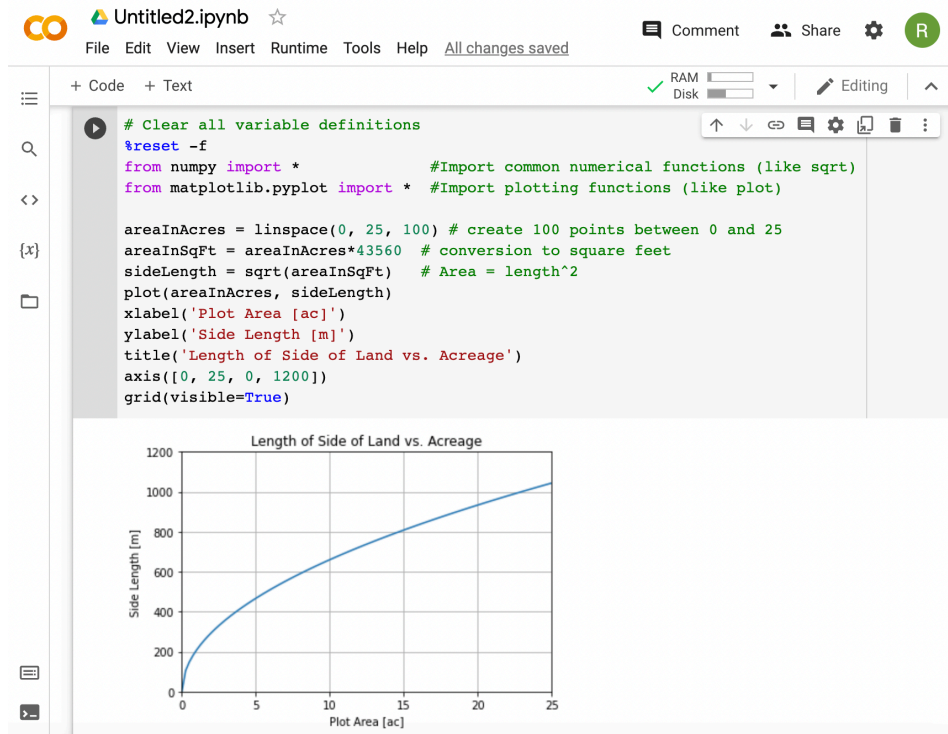 Untitled2.ipynb
File Edit View Insert Runtime Tools Help All changes saved
Comment Share R
+ Code + Text
RAM
Disk
Editing
{x}
# Clear all variable definitions
%reset -f
from numpy import * #Import common numerical functions (like sqrt)
from matplotlib.pyplot import * #Import plotting functions (like plot)
areaInAcres = linspace(0, 25, 100) # create 100 points between 0 and 25
areaInSqFt = areaInAcres*43560 # conversion to square feet
sideLength = sqrt(areaInSqFt) # Area = length^2
plot(areaInAcres, sideLength)
xlabel('Plot Area [ac]')
ylabel('Side Length [m]')
title('Length of Side of Land vs. Acreage')
axis([0, 25, 0, 1200])
grid(visible=True)
Length of Side of Land vs. Acreage
1200
1000
800
600
400
200
0
Side Length [m]
0 5 10 15 20 25
Plot Area [ac]